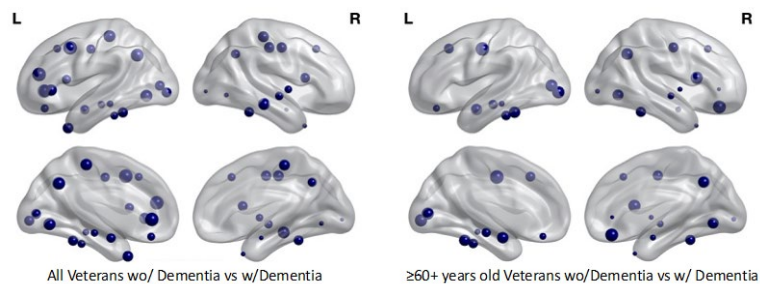 L R L R
All Veterans wo/ Dementia vs w/Dementia
≥60+ years old Veterans wo/Dementia vs w/ Dementia